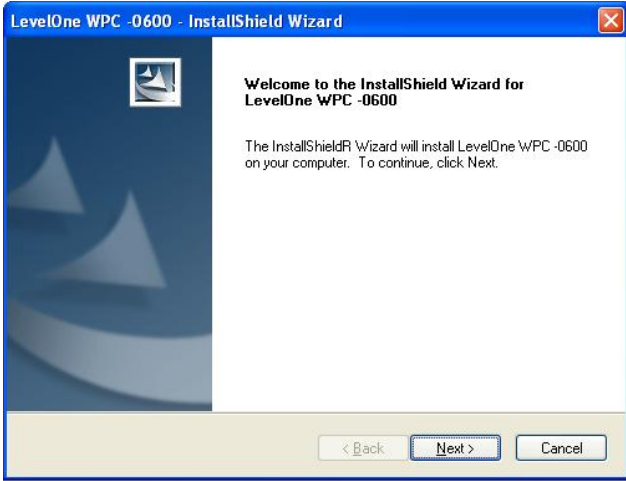 LevelOne WPC -0600 - InstallShield Wizard
Welcome to the InstallShield Wizard for
LevelOne WPC -0600
The InstallShieldR Wizard will install LevelOne WPC -0600
on your computer.  To continue, click Next.
< Back
Next >
Cancel